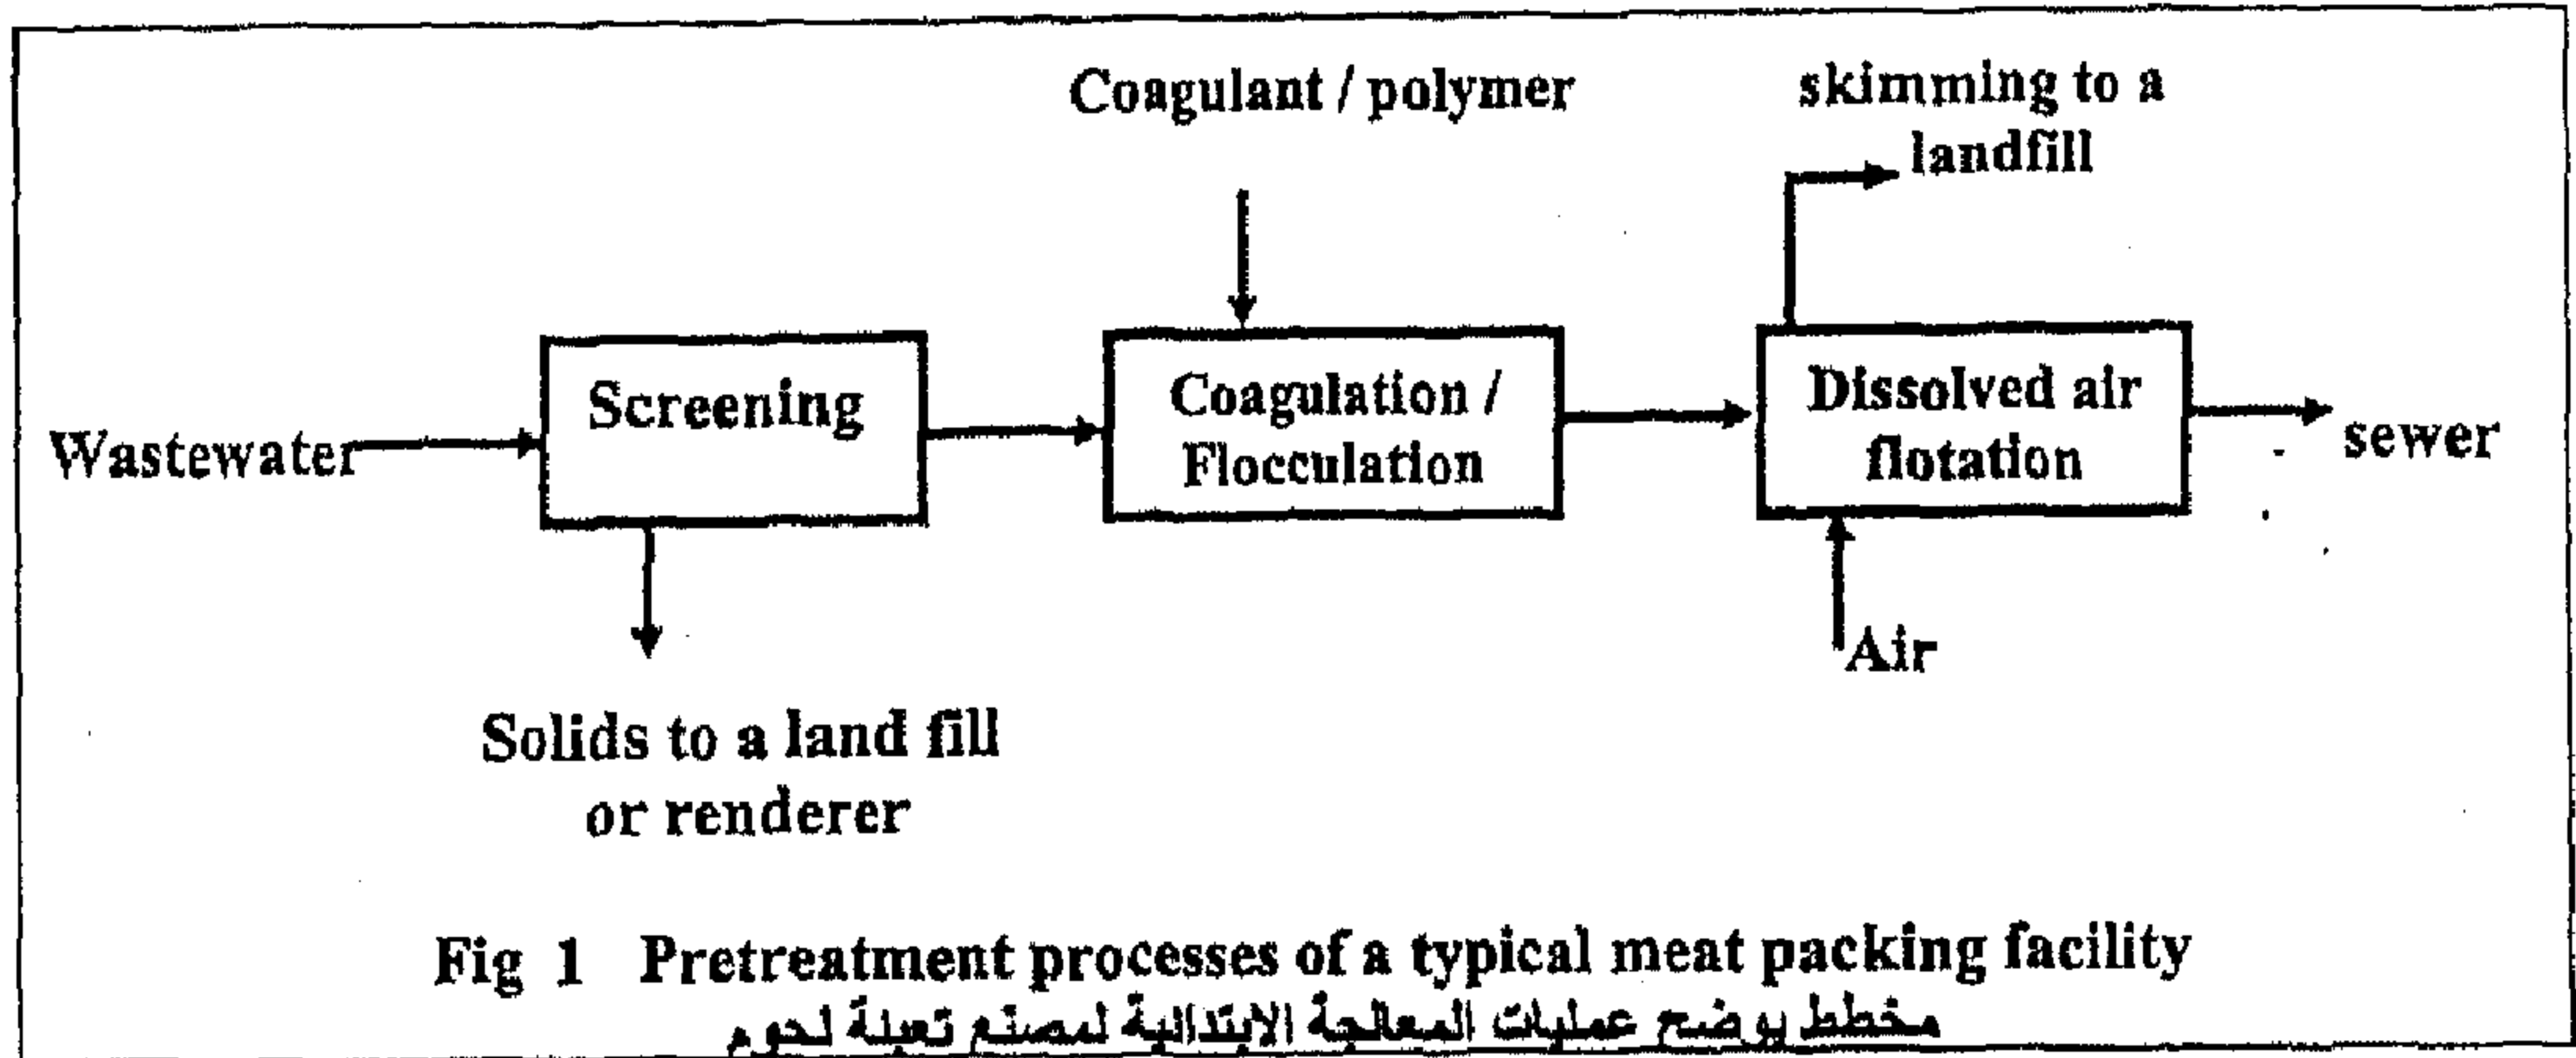 Coagulant / polymer
skimming to a
landfill
Wastewater
Screening
Coagulation /
Flocculation
Dissolved air
flotation
sewer
Air
Solids to a land fill
or renderer
Fig 1 Pretreatment processes of a typical meat packing facility
مخطط يوضح عمليات المعالجة الابتدائية لمصنع تعبئة لحوم